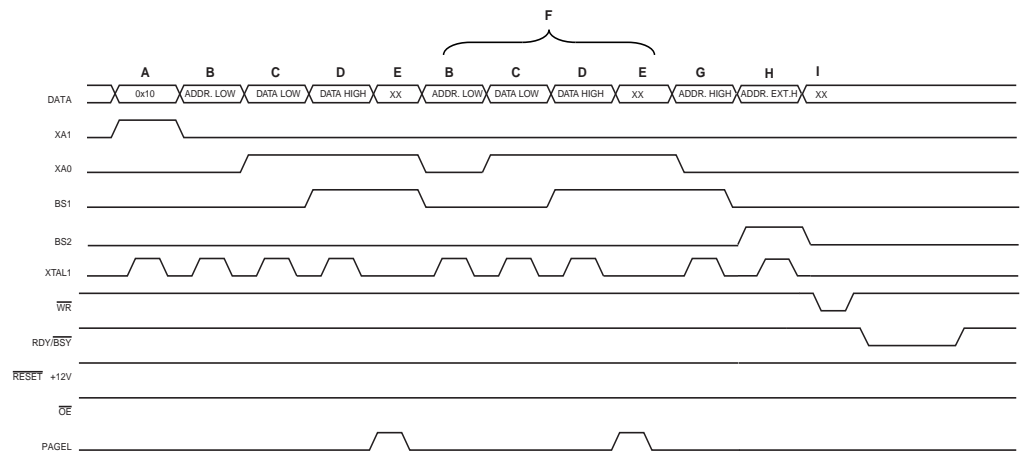 F
A B C D E B C D E G H I
DATA 0x10 ADDR. LOW DATA LOW DATA HIGH XX ADDR. LOW DATA LOW DATA HIGH XX ADDR. HIGH ADDR. EXT.H XX
XA1
XA0
BS1
BS2
XTAL1
WR
RDY/BSY
RESET +12V
OE
PAGEL